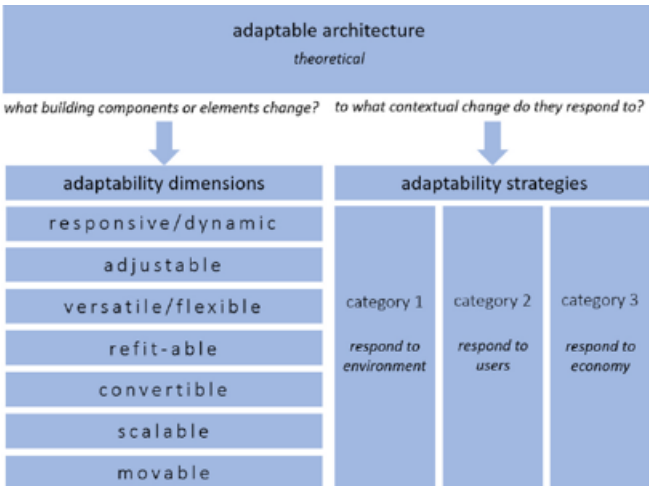 adaptable architecture
theoretical
what building components or elements change?
to what contextual change do they respond to?
adaptability dimensions
responsive/dynamic
adjustable
versatile/flexible
refit-able
convertible
scalable
movable
adaptability strategies
category 1
respond to
environment
category 2
respond to
users
category 3
respond to
economy